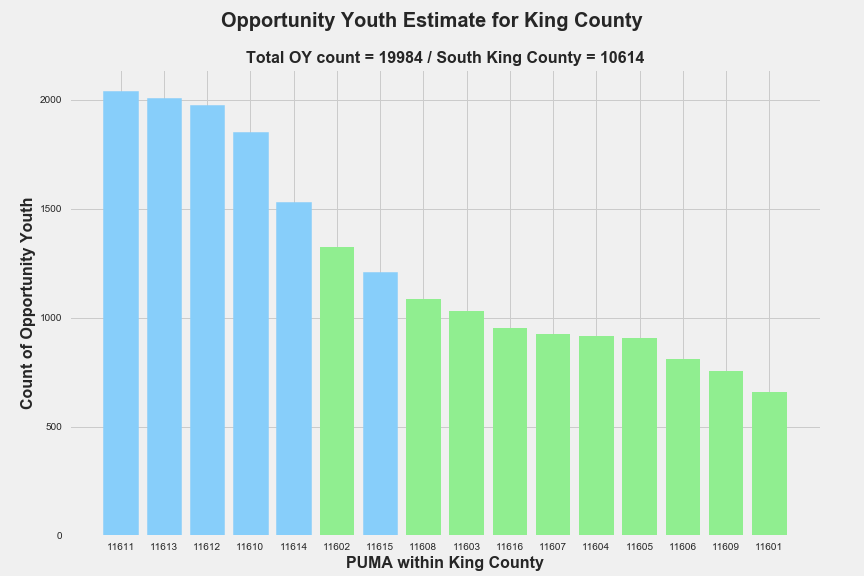 Opportunity Youth Estimate for King County
Total OY count = 19984 / South King County = 10614
Count of Opportunity Youth
2000
1500
1000
500
0
11611 11613 11612 11610 11614 11602 11615 11608 11603 11616 11607 11604 11605 11606 11609 11601
PUMA within King County